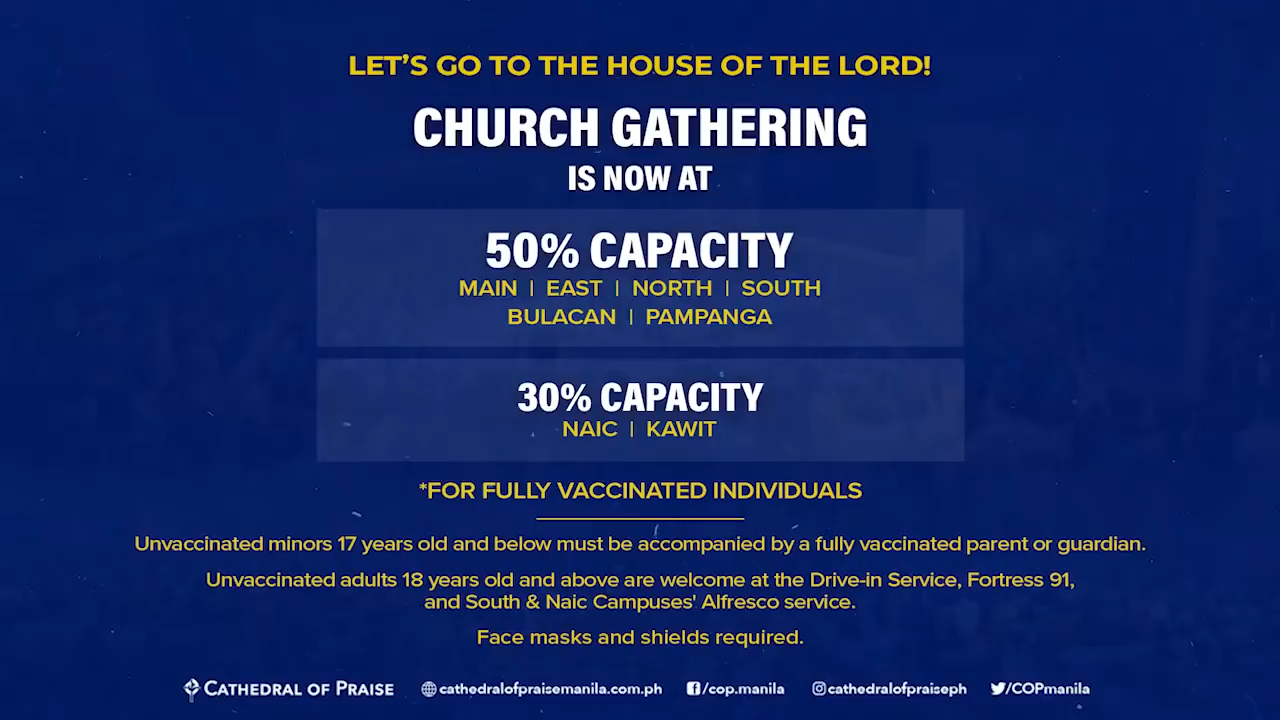 LET'S GO TO THE HOUSE OF THE LORD!
CHURCH GATHERING
IS NOW AT
50% CAPACITY
MAIN | EAST | NORTH | SOUTH
BULACAN | PAMPANGA
30% CAPACITY
NAIC | KAWIT
*FOR FULLY VACCINATED INDIVIDUALS
Unvaccinated minors 17 years old and below must be accompanied by a fully vaccinated parent or guardian.
Unvaccinated adults 18 years old and above are welcome at the Drive-in Service, Fortress 91,
and South & Naic Campuses' Alfresco service.
Face masks and shields required.
CATHEDRAL OF PRAISE cathedralofpraisemanila.com.ph /cop.manila cathedralofpraiseph /COPmanila